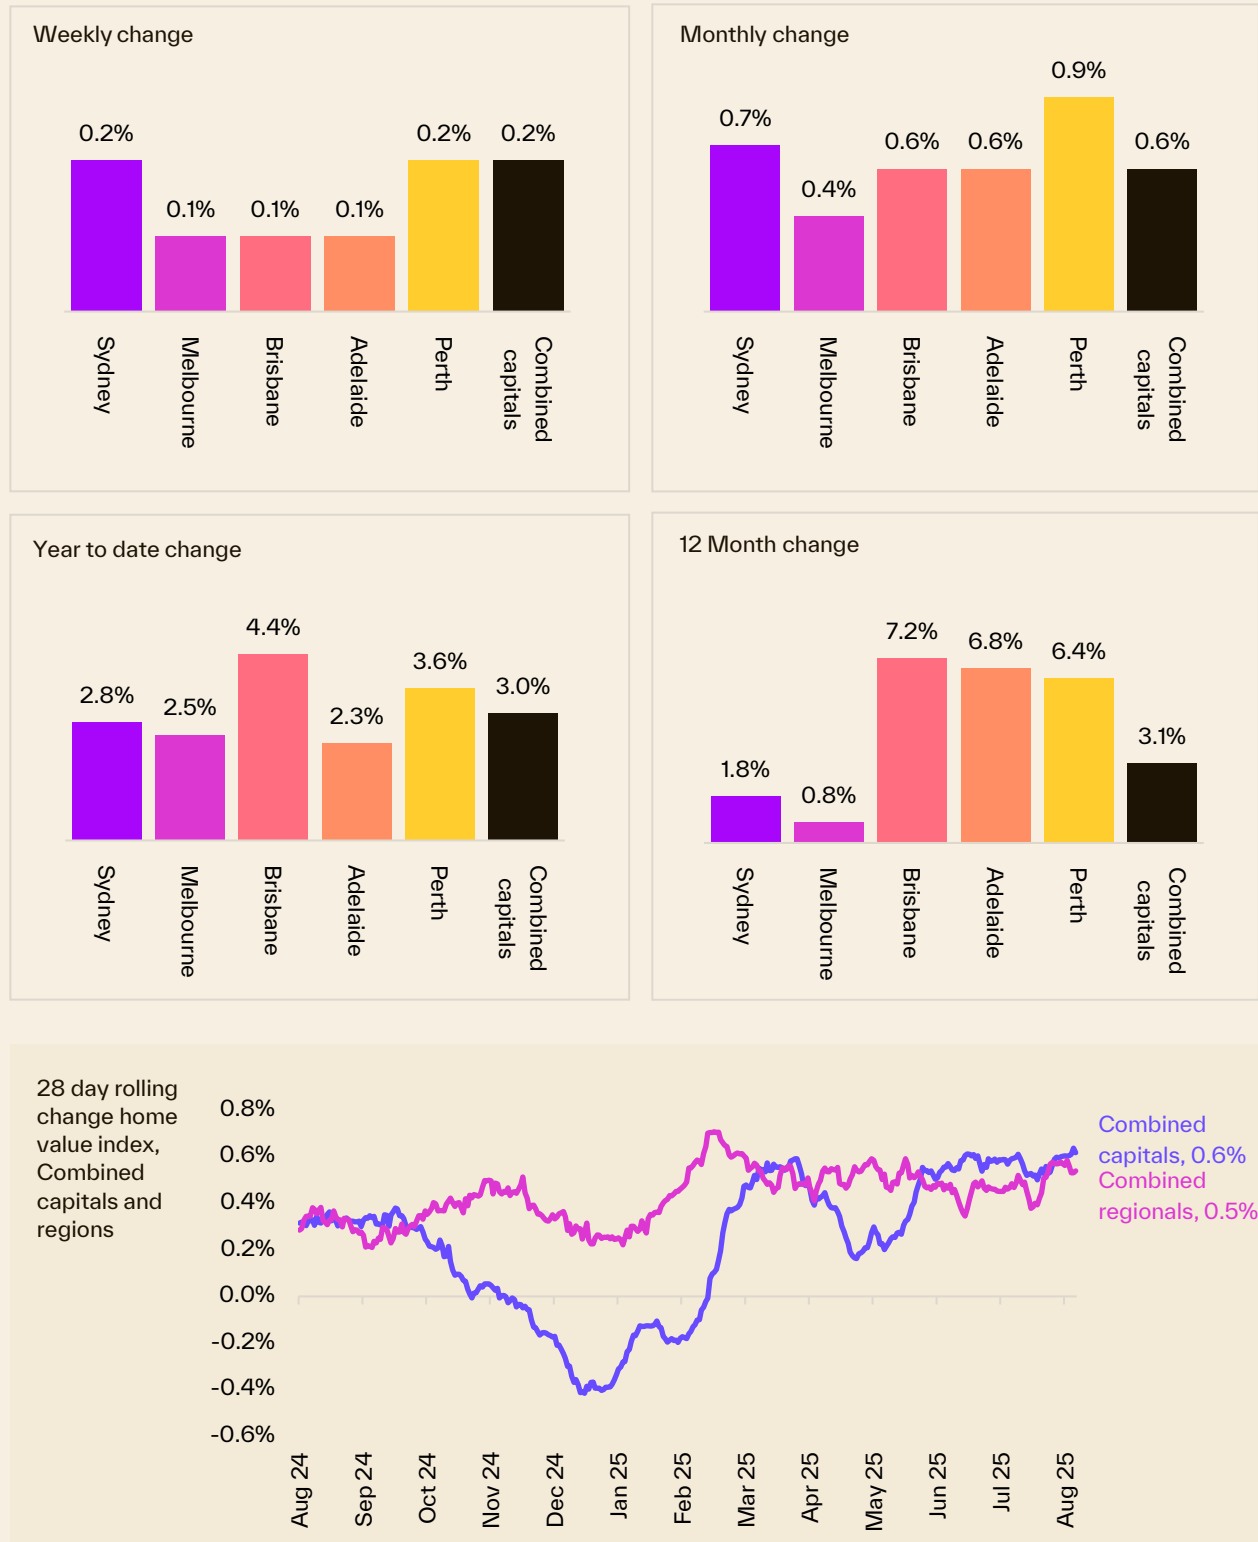 Weekly change
0.2%
0.1%
0.1%
0.1%
0.2%
0.2%
Sydney
Melbourne
Brisbane
Adelaide
Perth
Combined
capitals
Monthly change
0.7%
0.4%
0.6%
0.6%
0.9%
0.6%
Sydney
Melbourne
Brisbane
Adelaide
Perth
Combined
capitals
Year to date change
2.8%
2.5%
4.4%
2.3%
3.6%
3.0%
Sydney
Melbourne
Brisbane
Adelaide
Perth
Combined
capitals
12 Month change
1.8%
0.8%
7.2%
6.8%
6.4%
3.1%
Sydney
Melbourne
Brisbane
Adelaide
Perth
Combined
capitals
28 day rolling
change home
value index,
Combined
capitals and
regions
0.8%
0.6%
0.4%
0.2%
0.0%
-0.2%
-0.4%
-0.6%
Aug 24
Sep 24
Oct 24
Nov 24
Dec 24
Jan 25
Feb 25
Mar 25
Apr 25
May 25
Jun 25
Jul 25
Aug 25
Combined
capitals, 0.6%
Combined
regionals, 0.5%